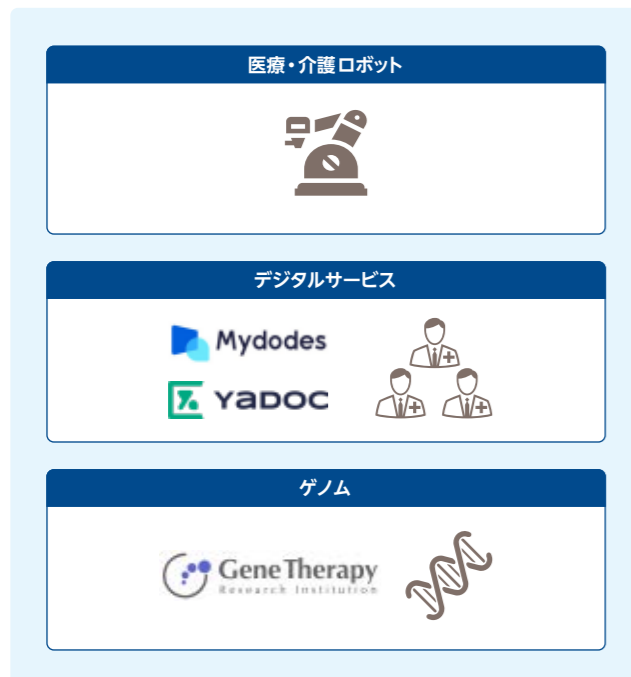 医療・介護ロボット
デジタルサービス
Mydodes
YaDOC
ゲノム
Gene Therapy
Research Institution